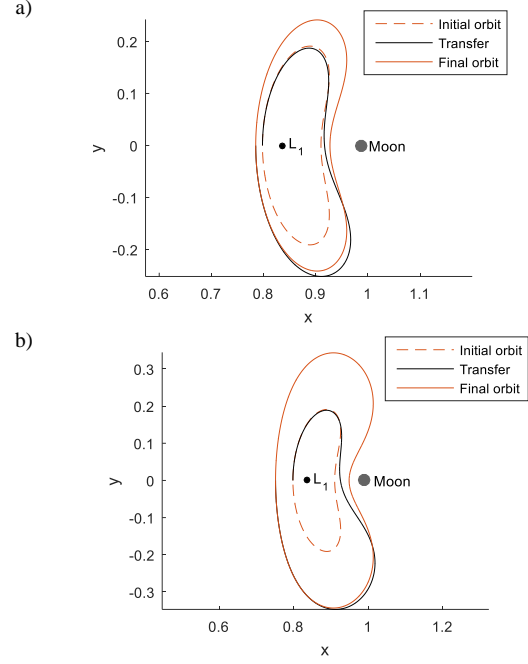 a)
Initial orbit
Transfer
Final orbit
0.2
0.1
0
-0.1
-0.2
y
L1
Moon
0.6 0.7 0.8 0.9 1 1.1
x
b)
Initial orbit
Transfer
Final orbit
0.3
0.2
0.1
0
-0.1
-0.2
-0.3
y
L1
Moon
0.6 0.8 1 1.2
x